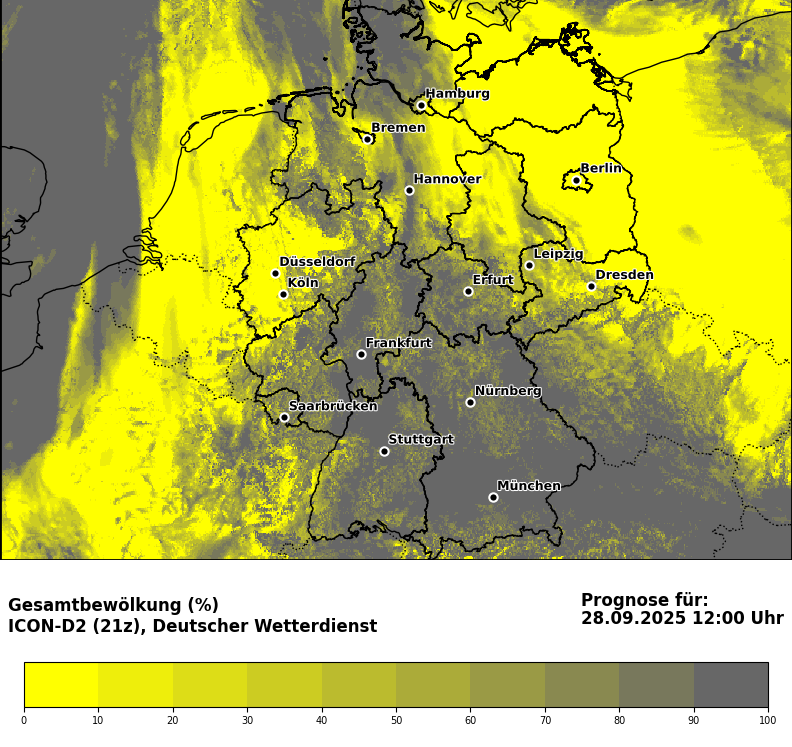 Hamburg
Bremen
Berlin
Hannover
Leipzig
Düsseldorf
Dresden
Erfurt
Köln
Frankfurt
Nürnberg
Saarbrücken
Stuttgart
München
Gesamtbewölkung (%)
ICON-D2 (21z), Deutscher Wetterdienst
Prognose für:
28.09.2025 12:00 Uhr
0 10 20 30 40 50 60 70 80 90 100